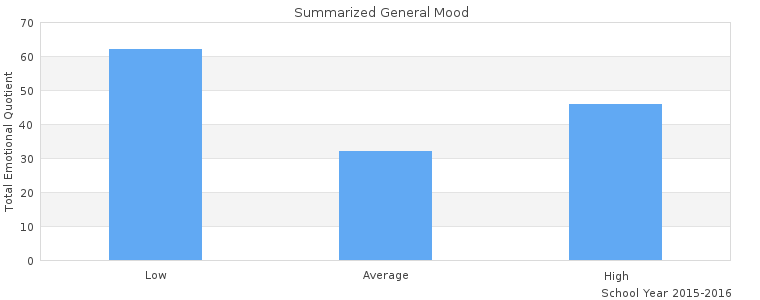 Summarized General Mood
Total Emotional Quotient
70
60
50
40
30
20
10
0
Low
Average
High
School Year 2015-2016